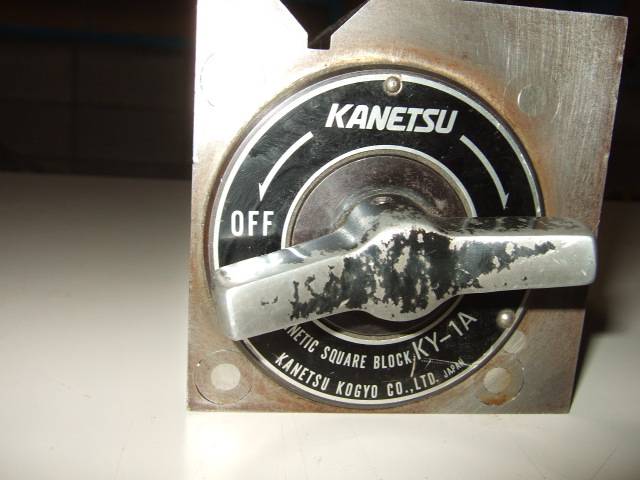 KANETSU
OFF
NETIC SQUARE BLOCK KY-1A
KANETSU KOGYO CO.,LTD. JAPAN